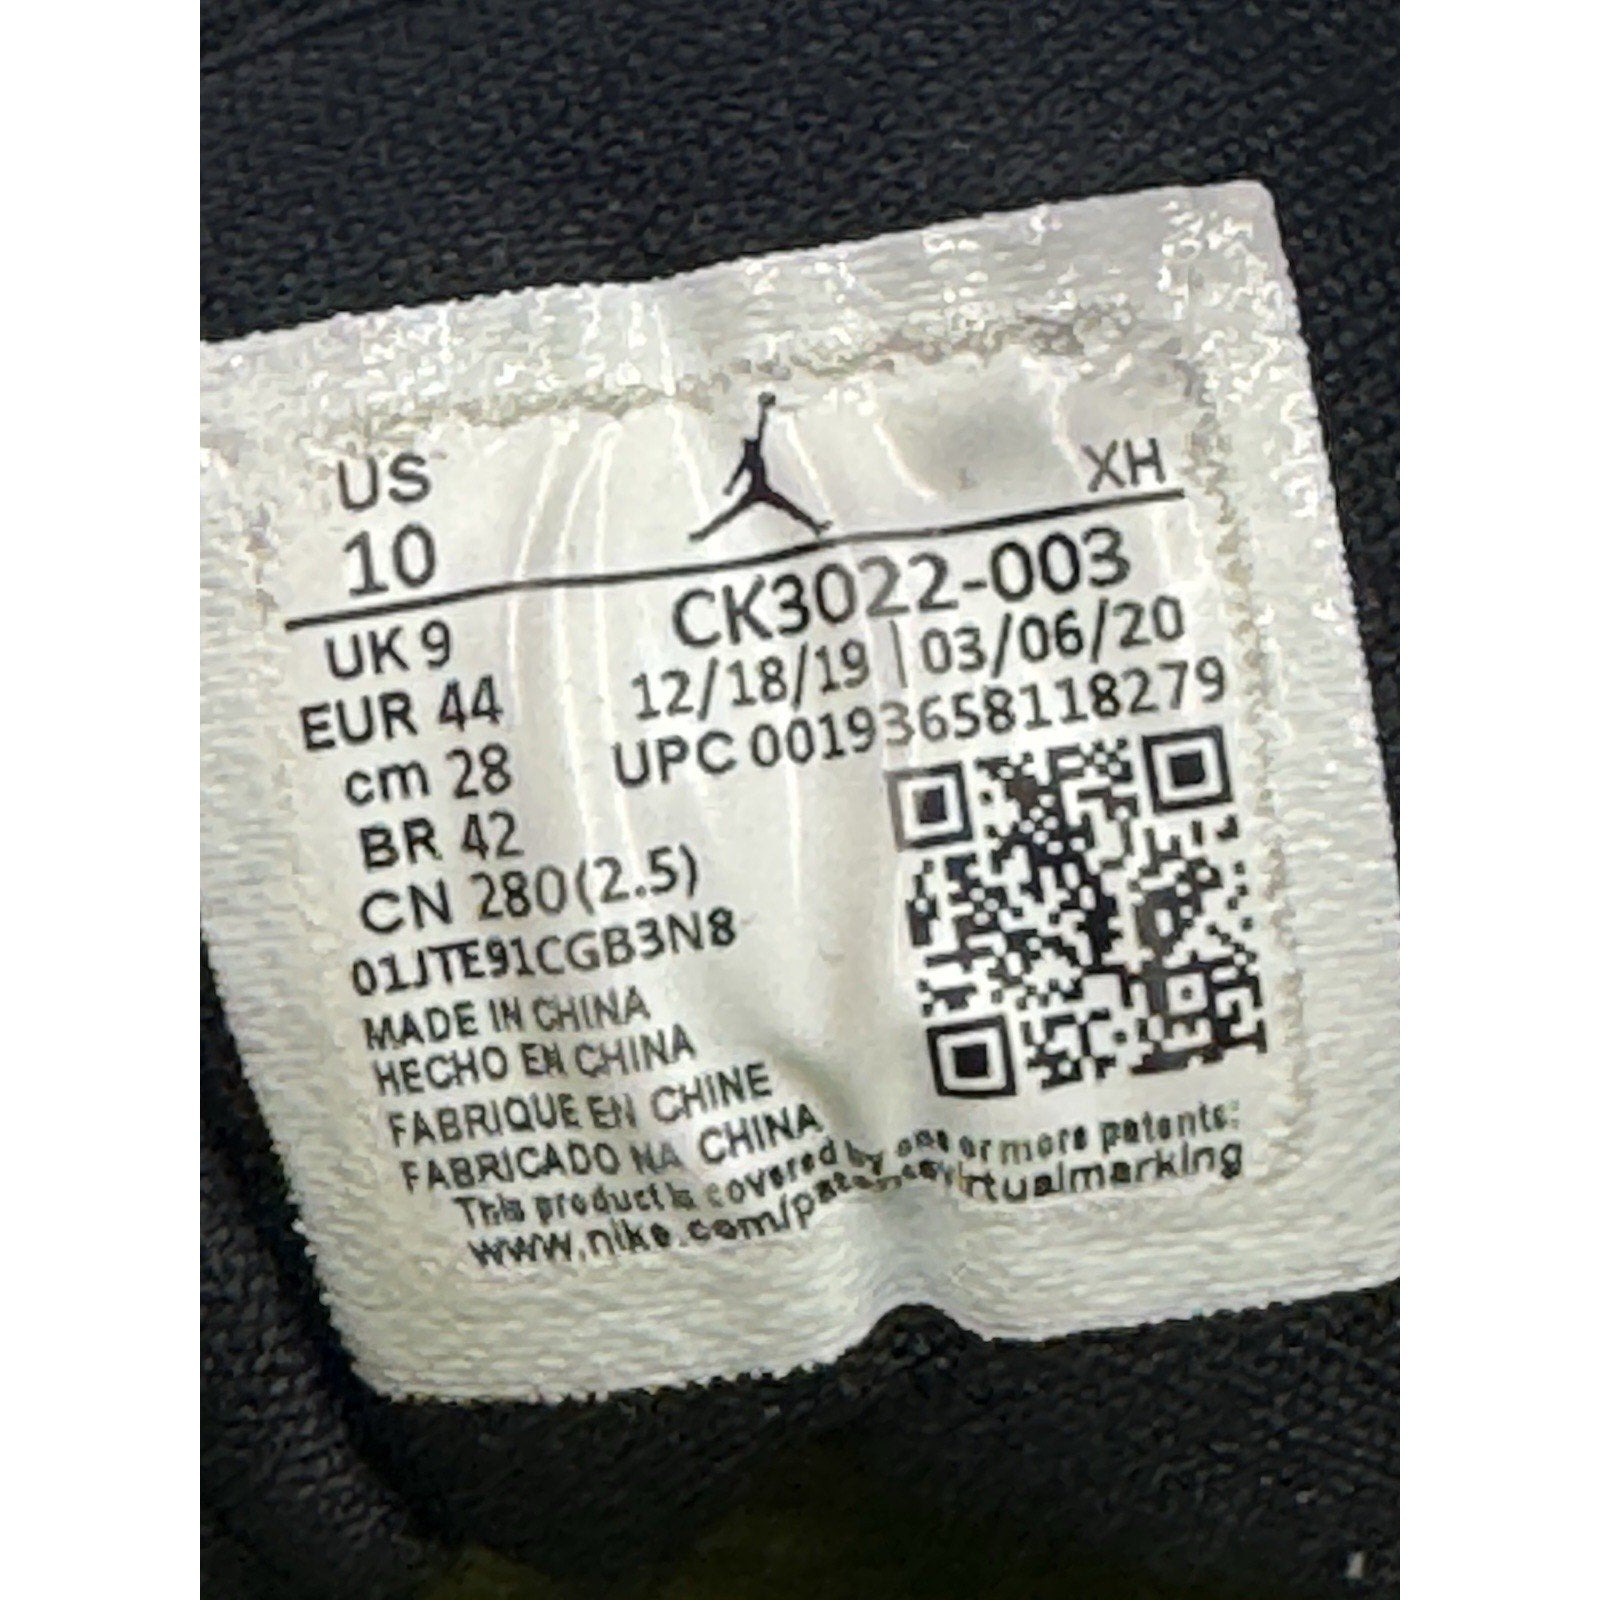 US
10
XH
UK 9
EUR 44
cm 28
BR 42
CN 280(2.5)
CK3022-003
12/18/19 | 03/06/20
UPC 00193658118279
01JTE91CGB3N8
MADE IN CHINA
HECHO EN CHINA
FABRIQUE EN CHINE
FABRICADO NA CHINA
This product is covered by one or more patents:
www.nike.com/patents-virtualmarking